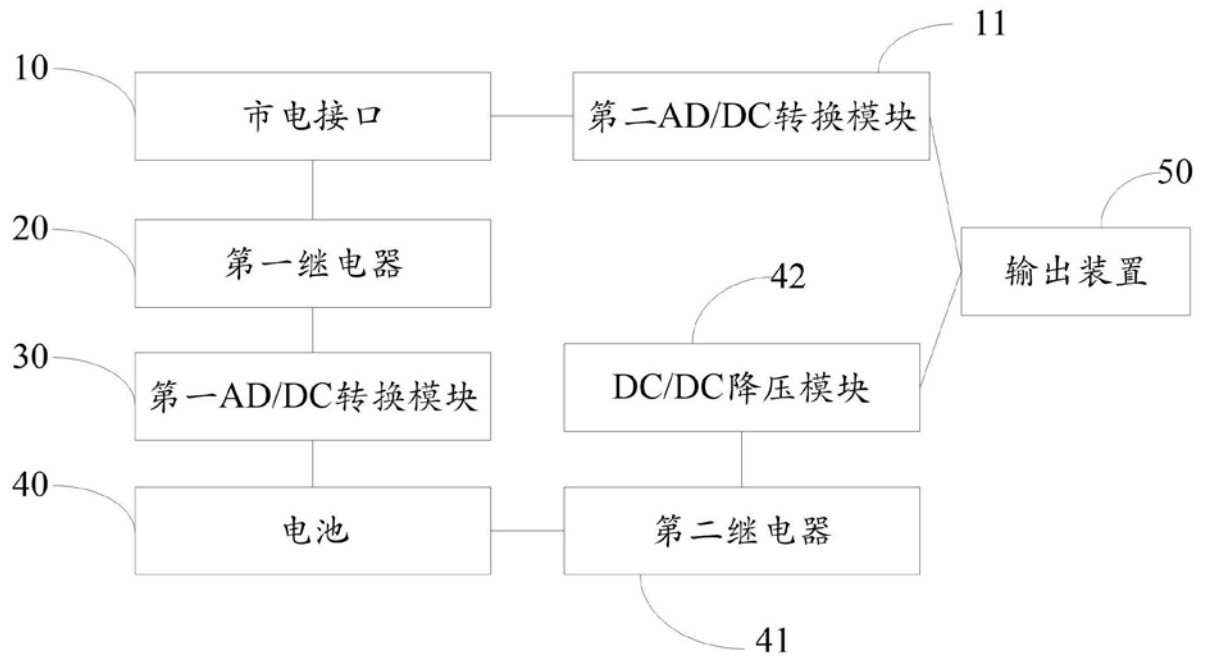 11
10
市电接口
第二AD/DC转换模块
50
20
第一继电器
输出装置
42
30
第一AD/DC转换模块
DC/DC降压模块
40
电池
第二继电器
41